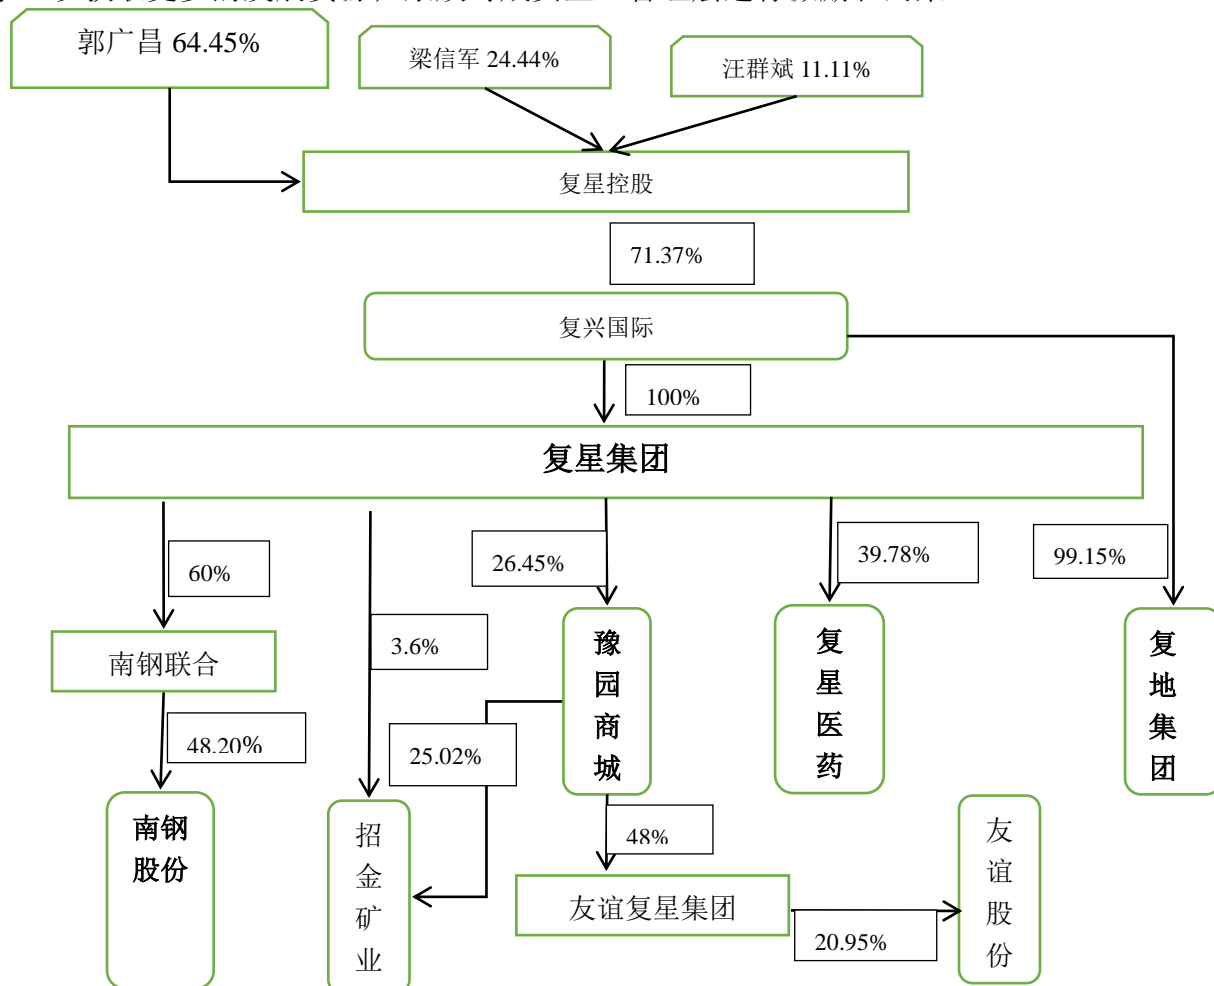 郭广昌 64.45%
梁信军 24.44%
汪群斌 11.11%
复星控股
71.37%
复兴国际
100%
复星集团
60%
3.6%
26.45%
39.78%
99.15%
南钢联合
豫
园
商
城
复
星
医
药
复
地
集
团
48.20%
25.02%
48%
南钢
股份
招
金
矿
业
友谊复星集团
20.95%
友
谊
股
份